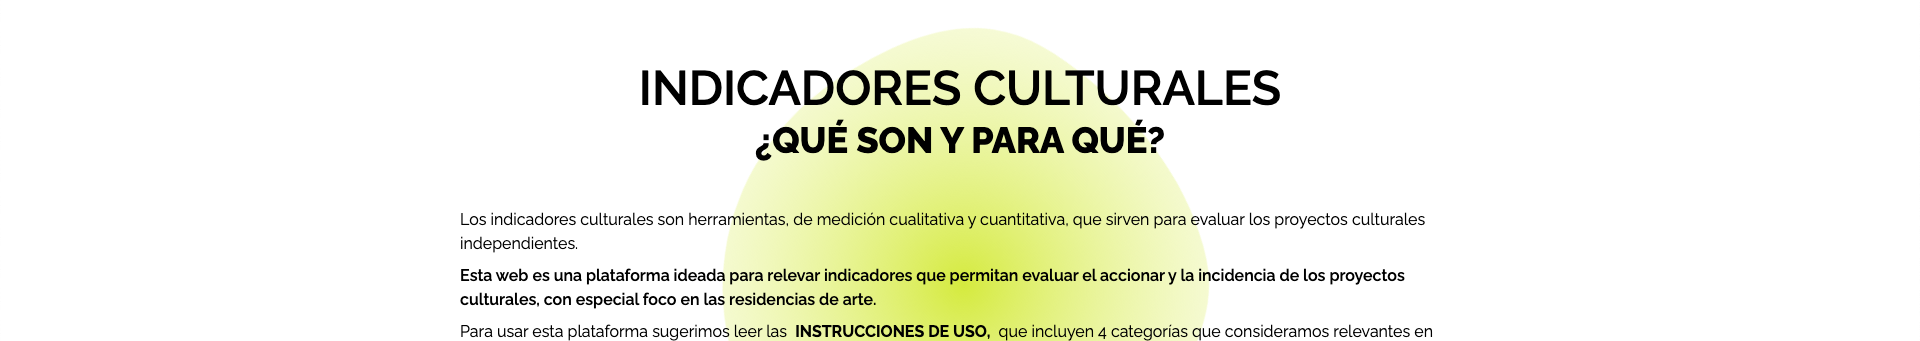 INDICADORES CULTURALES
¿QUÉ SON Y PARA QUÉ?
Los indicadores culturales son herramientas, de medición cualitativa y cuantitativa, que sirven para evaluar los proyectos culturales
independientes.
Esta web es una plataforma ideada para relevar indicadores que permitan evaluar el accionar y la incidencia de los proyectos
culturales, con especial foco en las residencias de arte.
Para usar esta plataforma sugerimos leer las INSTRUCCIONES DE USO, que incluyen 4 categorías que consideramos relevantes en